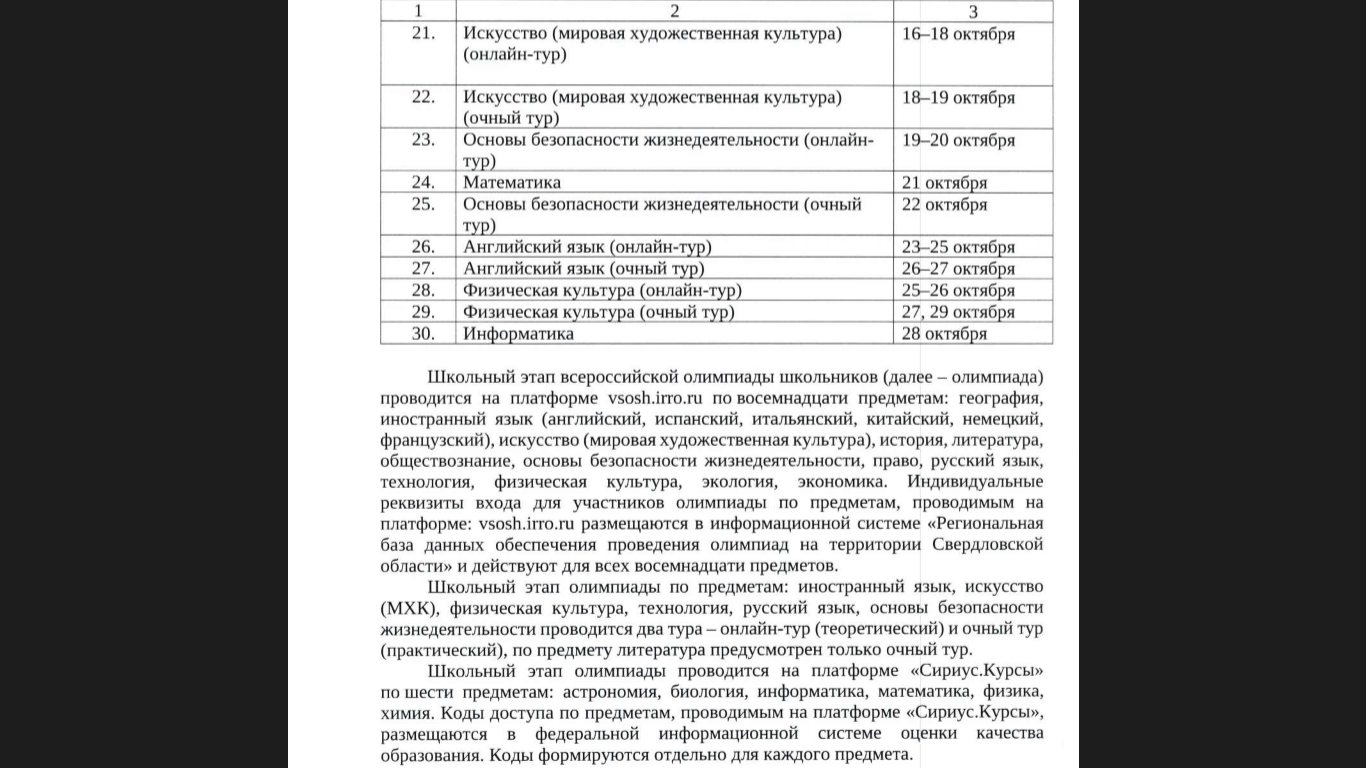 1 2 3
21. Искусство (мировая художественная культура) 16–18 октября
(онлайн-тур)
22. Искусство (мировая художественная культура) 18–19 октября
(очный тур)
23. Основы безопасности жизнедеятельности (онлайн- 19–20 октября
тур)
24. Математика 21 октября
25. Основы безопасности жизнедеятельности (очный 22 октября
тур)
26. Английский язык (онлайн-тур) 23–25 октября
27. Английский язык (очный тур) 26–27 октября
28. Физическая культура (онлайн-тур) 25–26 октября
29. Физическая культура (очный тур) 27, 29 октября
30. Информатика 28 октября
Школьный этап всероссийской олимпиады школьников (далее – олимпиада)
проводится на платформе vsosh.irro.ru по восемнадцати предметам: география,
иностранный язык (английский, испанский, итальянский, китайский, немецкий,
французский), искусство (мировая художественная культура), история, литература,
обществознание, основы безопасности жизнедеятельности, право, русский язык,
технология, физическая культура, экология, экономика. Индивидуальные
реквизиты входа для участников олимпиады по предметам, проводимым на
платформе: vsosh.irro.ru размещаются в информационной системе «Региональная
база данных обеспечения проведения олимпиад на территории Свердловской
области» и действуют для всех восемнадцати предметов.
Школьный этап олимпиады по предметам: иностранный язык, искусство
(МХК), физическая культура, технология, русский язык, основы безопасности
жизнедеятельности проводится два тура – онлайн-тур (теоретический) и очный тур
(практический), по предмету литература предусмотрен только очный тур.
Школьный этап олимпиады проводится на платформе «Сириус.Курсы»
по шести предметам: астрономия, биология, информатика, математика, физика,
химия. Коды доступа по предметам, проводимым на платформе «Сириус.Курсы»,
размещаются в федеральной информационной системе оценки качества
образования. Коды формируются отдельно для каждого предмета.